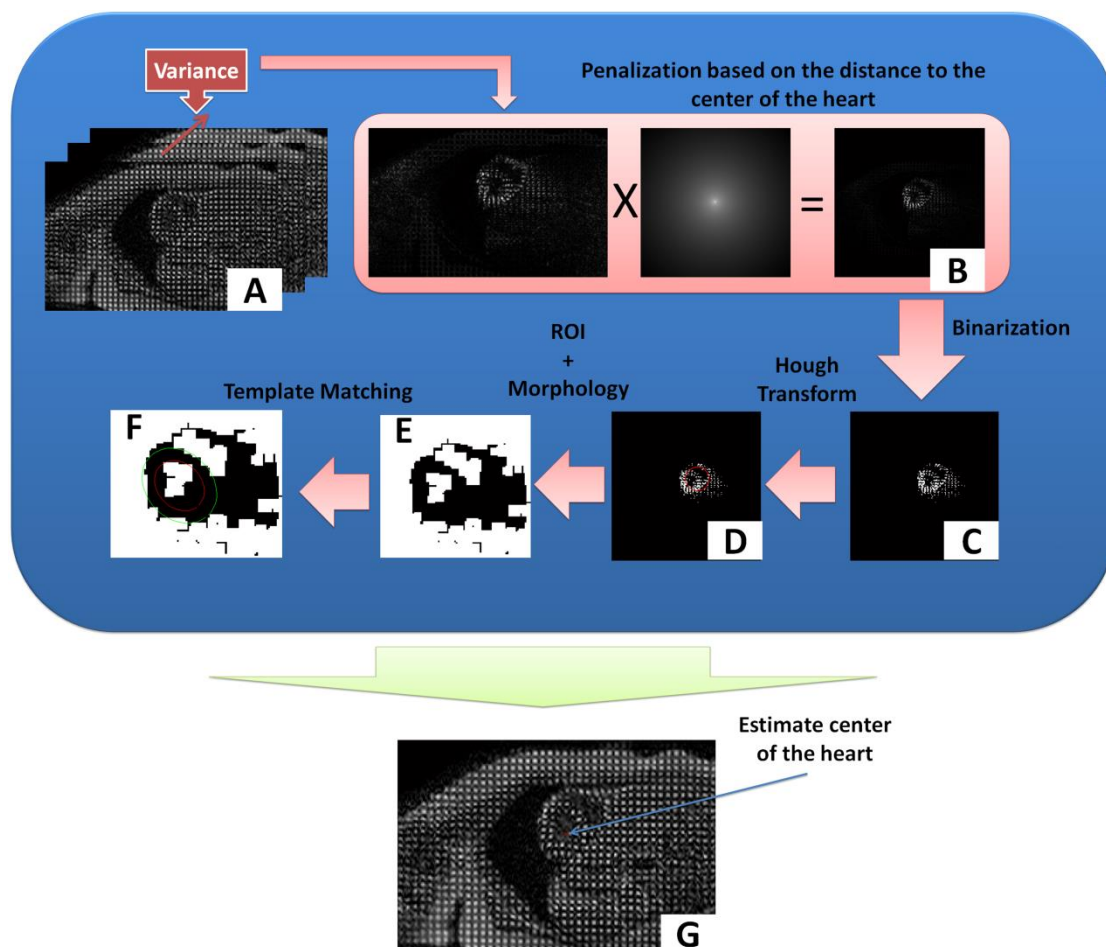 Variance
Penalization based on the distance to the
center of the heart
A
X
=
B
Binarization
ROI
+
Morphology
Hough
Transform
Template Matching
F
E
D
C
Estimate center
of the heart
G